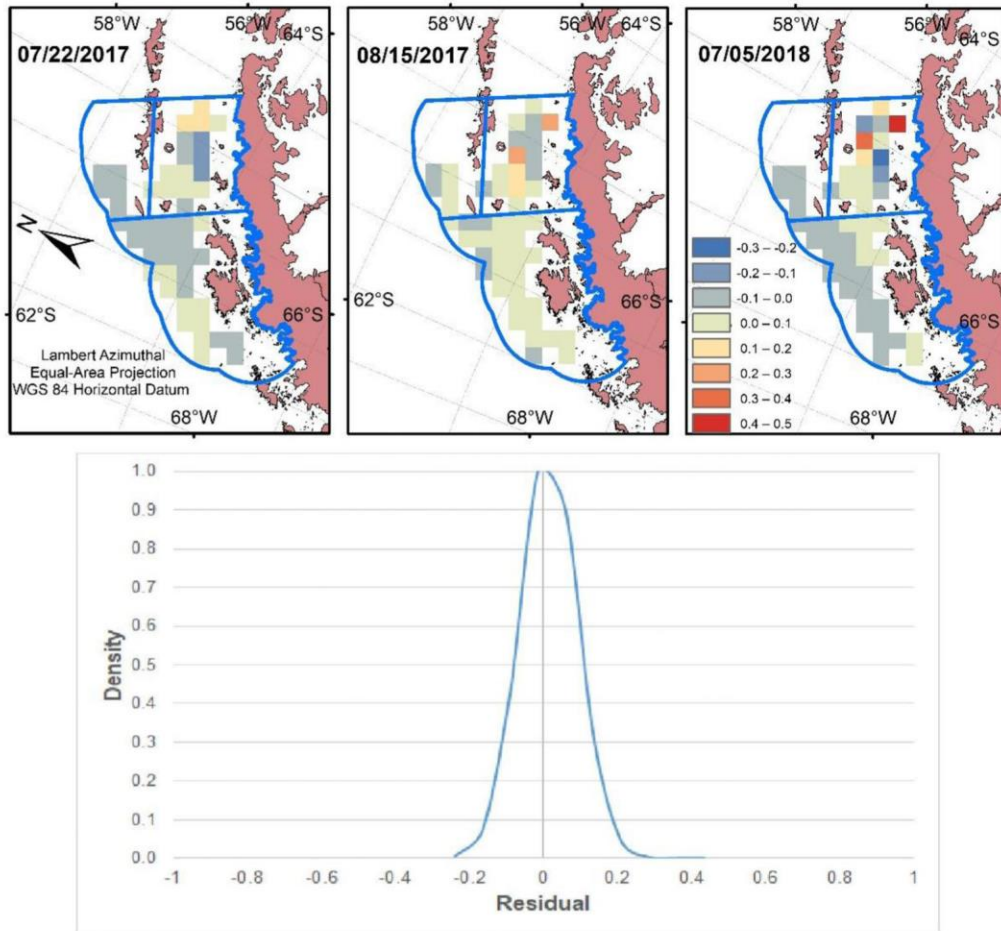 58°W
56°W
64°S
07/22/2017
N
62°S
66°S
Lambert Azimuthal
Equal-Area Projection
WGS 84 Horizontal Datum
68°W
58°W
56°W
64°S
08/15/2017
62°S
66°S
68°W
58°W
56°W
64°S
07/05/2018
-0.3 – -0.2
-0.2 – -0.1
-0.1 – 0.0
0.0 – 0.1
0.1 – 0.2
0.2 – 0.3
0.3 – 0.4
0.4 – 0.5
62°S
66°S
68°W
Density
1.0
0.9
0.8
0.7
0.6
0.5
0.4
0.3
0.2
0.1
0.0
-1
-0.8
-0.6
-0.4
-0.2
0
0.2
0.4
0.6
0.8
1
Residual